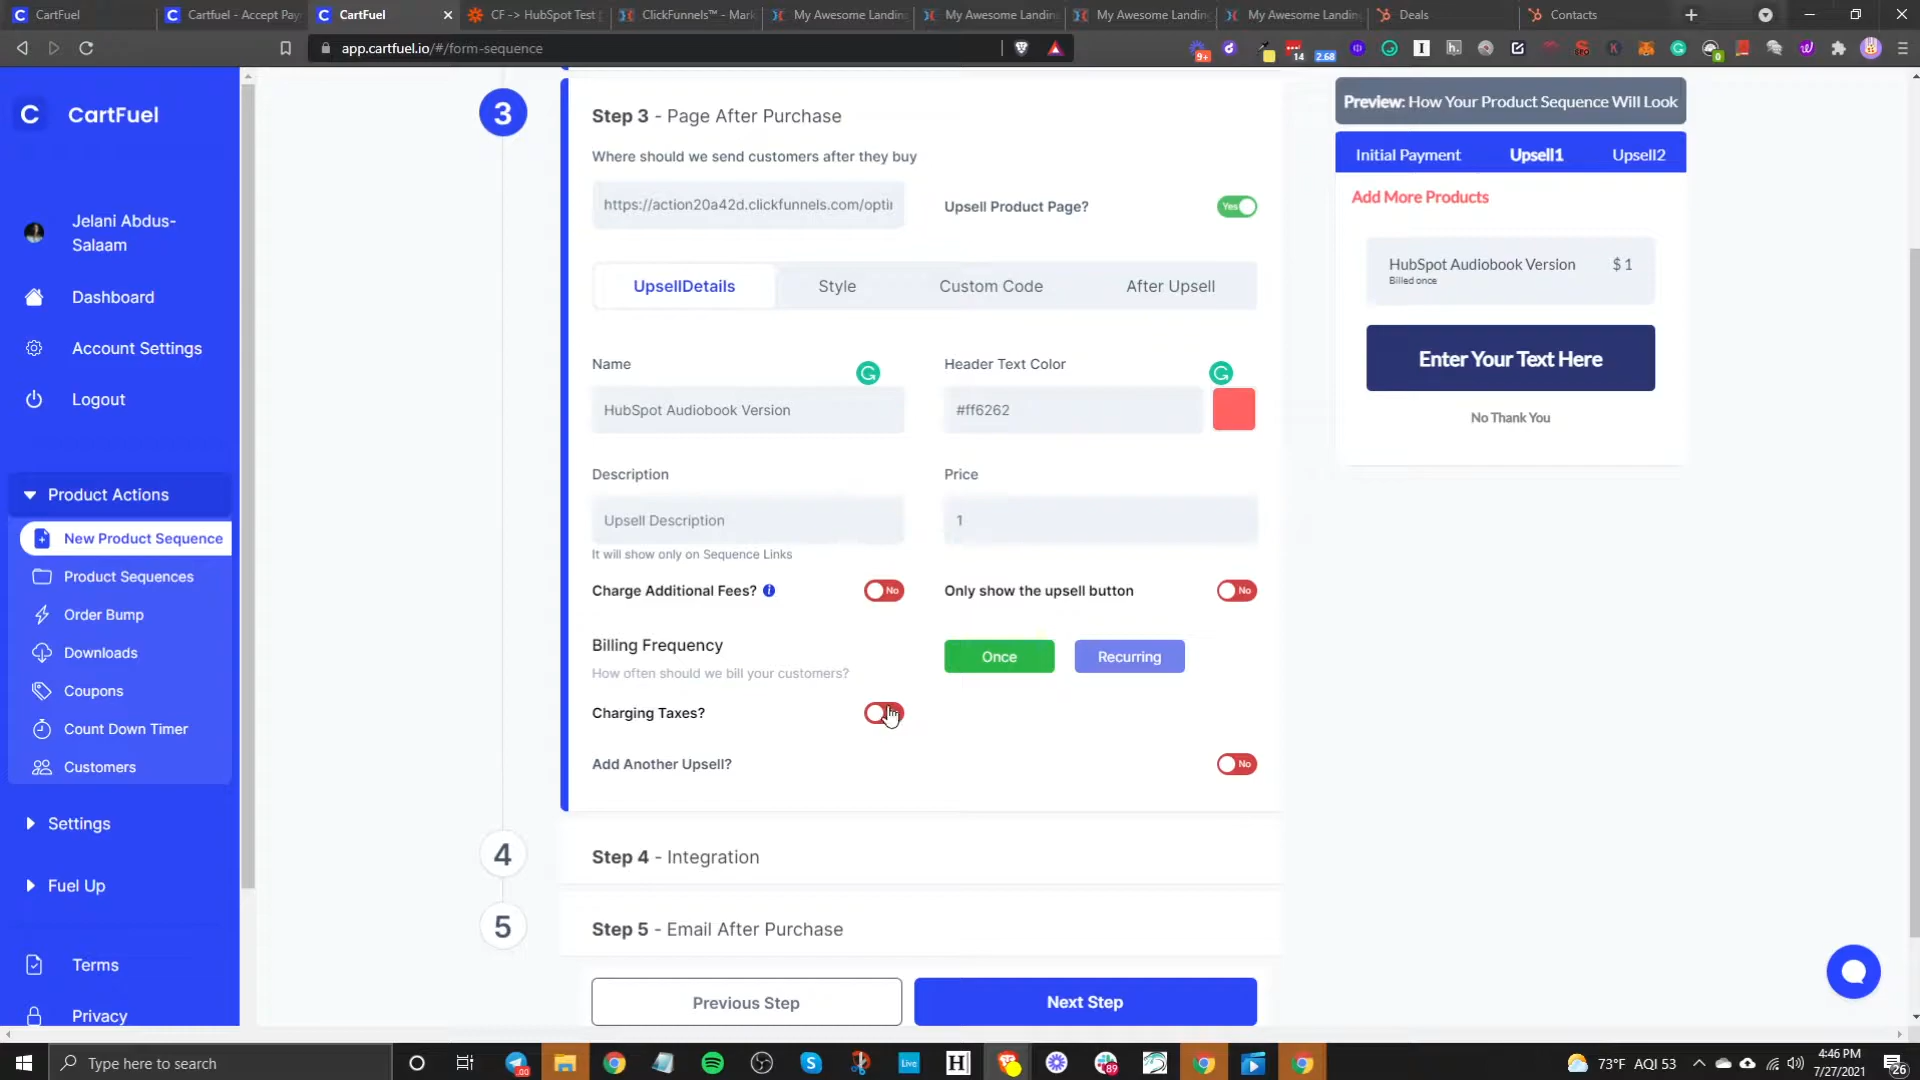 CartFuel
Cartfuel - Accept Pay
CartFuel
CF -> HubSpot Test
ClickFunnels™ - Mark
My Awesome Landin
My Awesome Landin
My Awesome Landin
My Awesome Landin
Deals
Contacts
app.cartfuel.io/#/form-sequence
9+
14
2.68
0
C CartFuel
Jelani Abdus-
Salaam
Dashboard
Account Settings
Logout
Product Actions
New Product Sequence
Product Sequences
Order Bump
Downloads
Coupons
Count Down Timer
Customers
Settings
Fuel Up
Terms
Privacy
3
Step 3 - Page After Purchase
Where should we send customers after they buy
https://action20a42d.clickfunnels.com/optin
Upsell Product Page?
Yes
UpsellDetails
Style
Custom Code
After Upsell
Name
Header Text Color
HubSpot Audiobook Version
#ff6262
Description
Price
Upsell Description
1
It will show only on Sequence Links
Charge Additional Fees?
No
Only show the upsell button
No
Billing Frequency
How often should we bill your customers?
Once
Recurring
Charging Taxes?
Add Another Upsell?
No
4
Step 4 - Integration
5
Step 5 - Email After Purchase
Previous Step
Next Step
Preview: How Your Product Sequence Will Look
Initial Payment
Upsell1
Upsell2
Add More Products
HubSpot Audiobook Version
$ 1
Billed once
Enter Your Text Here
No Thank You
Type here to search
Live
H
89
73°F AQI 53
4:46 PM
7/27/2021
26